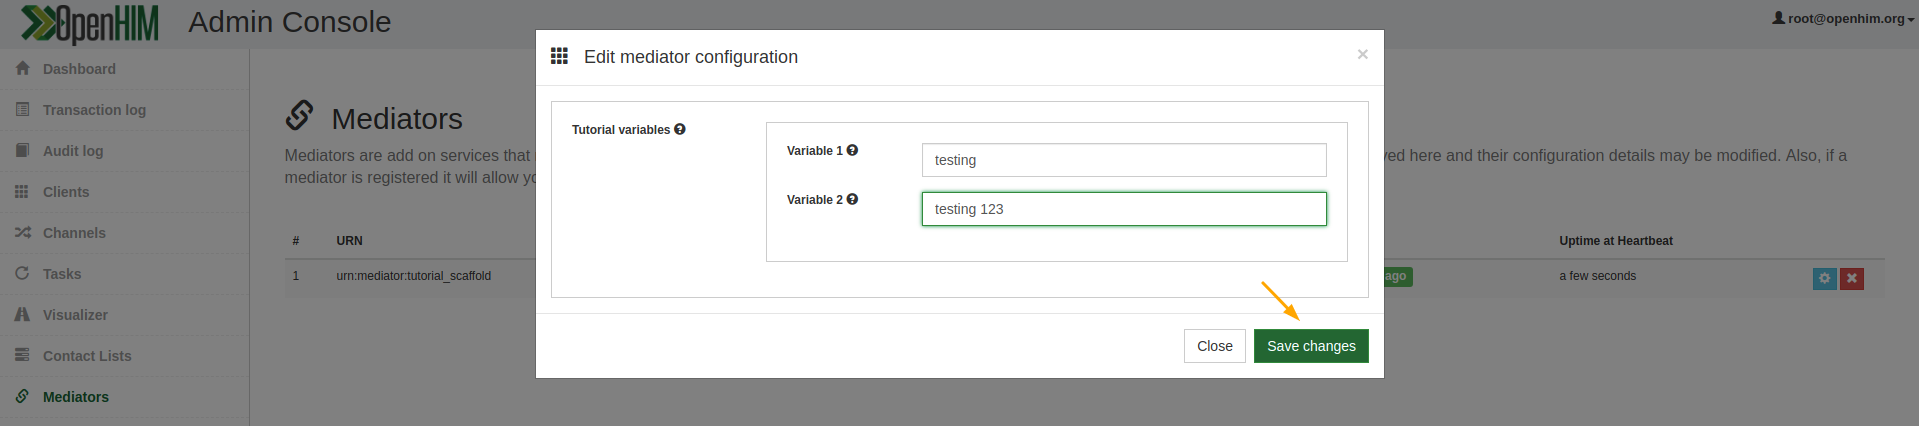 OpenHIM Admin Console
root@openhim.org
Dashboard
Transaction log
Audit log
Clients
Channels
Tasks
Visualizer
Contact Lists
Mediators
Mediators
Mediators are add on services that
here and their configuration details may be modified. Also, if a
mediator is registered it will allow
# URN Uptime at Heartbeat
1 urn:mediator:tutorial_scaffold ago a few seconds
Edit mediator configuration ×
Tutorial variables
Variable 1 testing
Variable 2 testing 123
Close Save changes